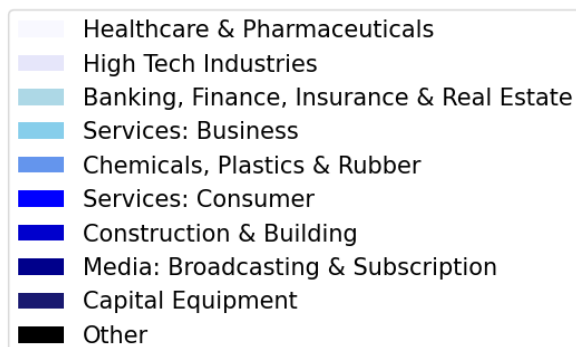 Healthcare & Pharmaceuticals
High Tech Industries
Banking, Finance, Insurance & Real Estate
Services: Business
Chemicals, Plastics & Rubber
Services: Consumer
Construction & Building
Media: Broadcasting & Subscription
Capital Equipment
Other